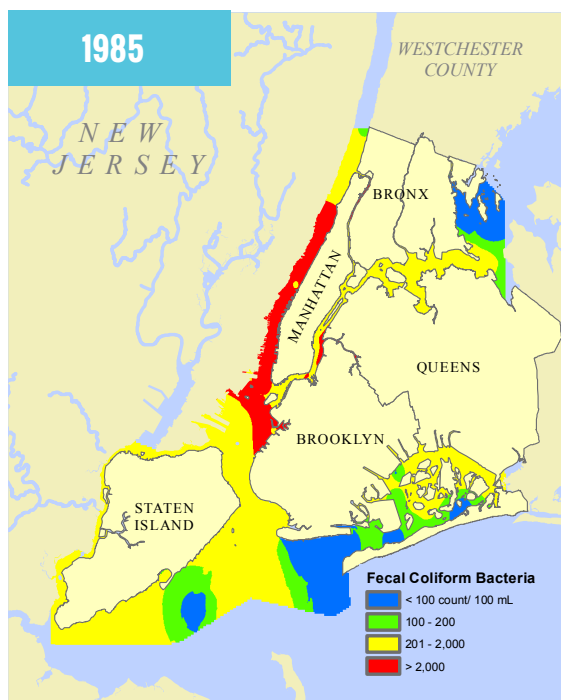 1985
WESTCHESTER
COUNTY
NEW
JERSEY
BRONX
MANHATTAN
QUEENS
BROOKLYN
STATEN
ISLAND
Fecal Coliform Bacteria
< 100 count/ 100 mL
100 - 200
201 - 2,000
> 2,000